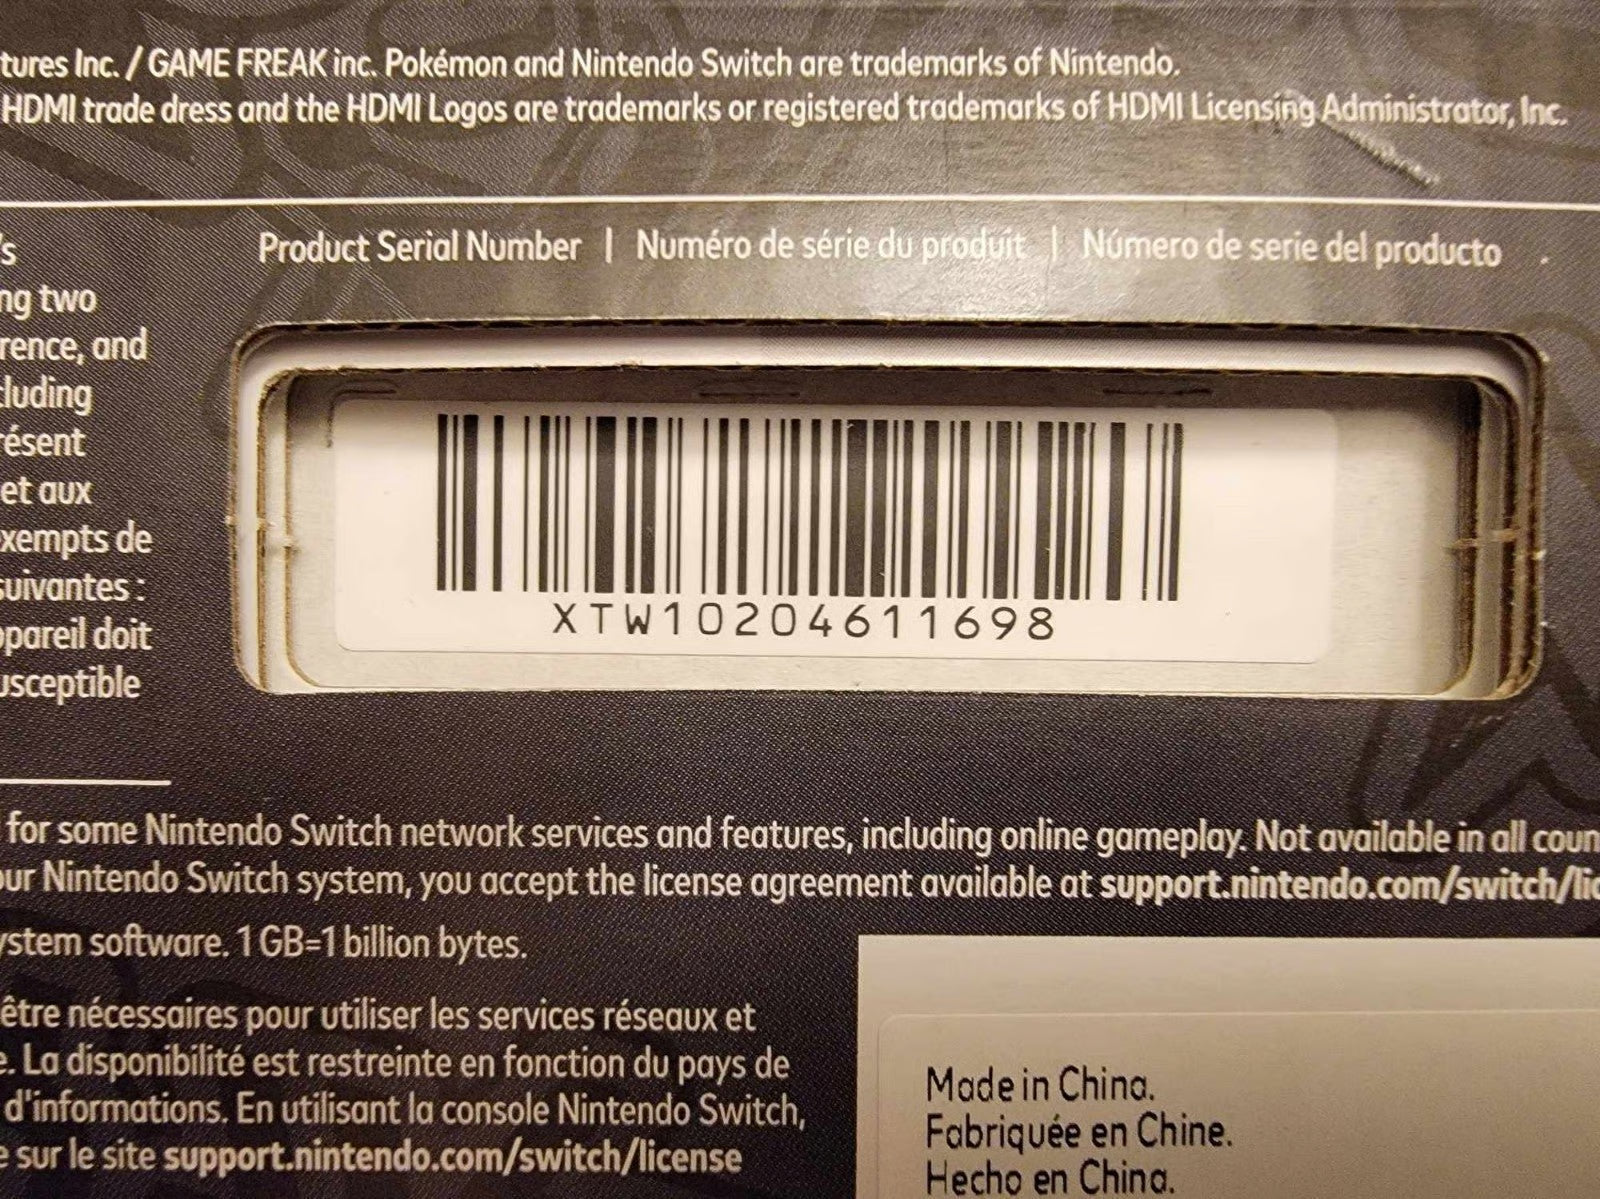 tures Inc. / GAME FREAK inc. Pokémon and Nintendo Switch are trademarks of Nintendo.
HDMI trade dress and the HDMI Logos are trademarks or registered trademarks of HDMI Licensing Administrator, Inc.
's
ng two
rence, and
cluding
résent
et aux
exempts de
suivantes :
ppareil doit
usceptible
Product Serial Number | Numéro de série du produit | Número de serie del producto
XTW10204611698
for some Nintendo Switch network services and features, including online gameplay. Not available in all coun
our Nintendo Switch system, you accept the license agreement available at support.nintendo.com/switch/lic
ystem software. 1 GB=1 billion bytes.
être nécessaires pour utiliser les services réseaux et
e. La disponibilité est restreinte en fonction du pays de
d'informations. En utilisant la console Nintendo Switch,
e sur le site support.nintendo.com/switch/license
Made in China.
Fabriquée en Chine.
Hecho en China.